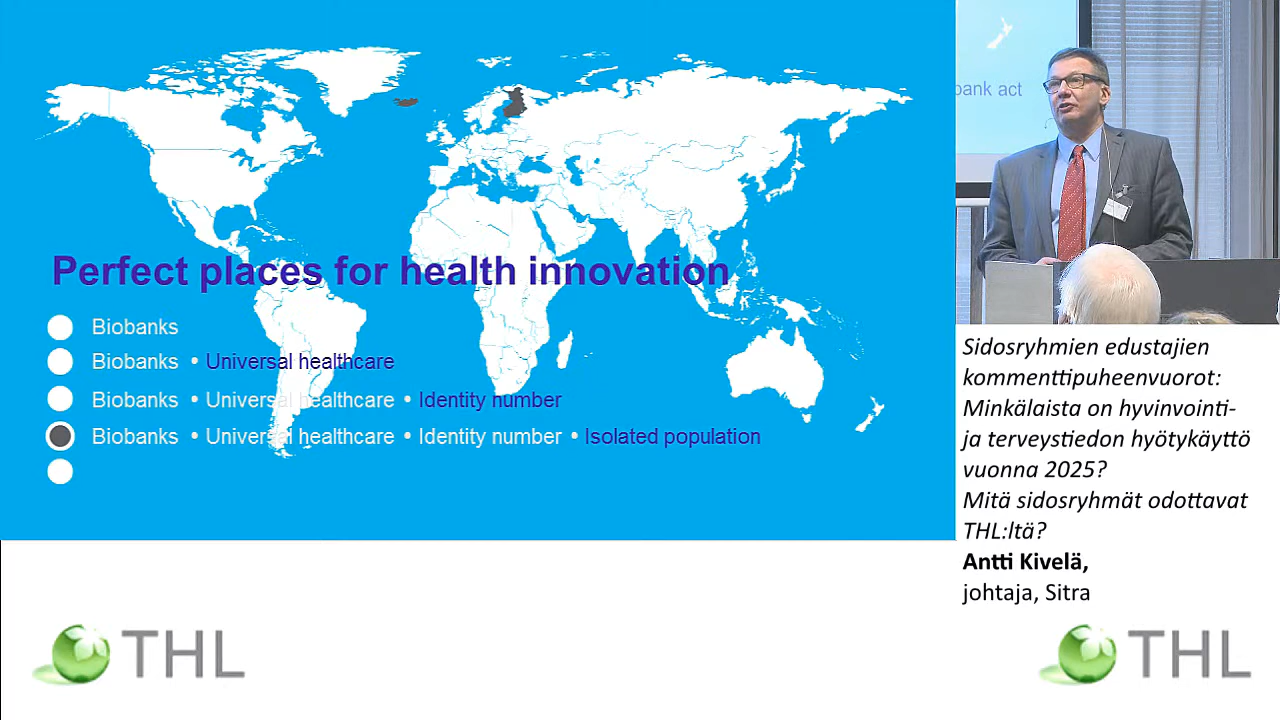 Perfect places for health innovation
Biobanks
Biobanks • Universal healthcare
Biobanks • Universal healthcare • Identity number
Biobanks • Universal healthcare • Identity number • Isolated population
bank act
Sidosryhmien edustajien
kommenttipuheenvuorot:
Minkälaista on hyvinvointi-
ja terveystiedon hyötykäyttö
vuonna 2025?
Mitä sidosryhmät odottavat
THL:ltä?
Antti Kivelä,
johtaja, Sitra
THL
THL